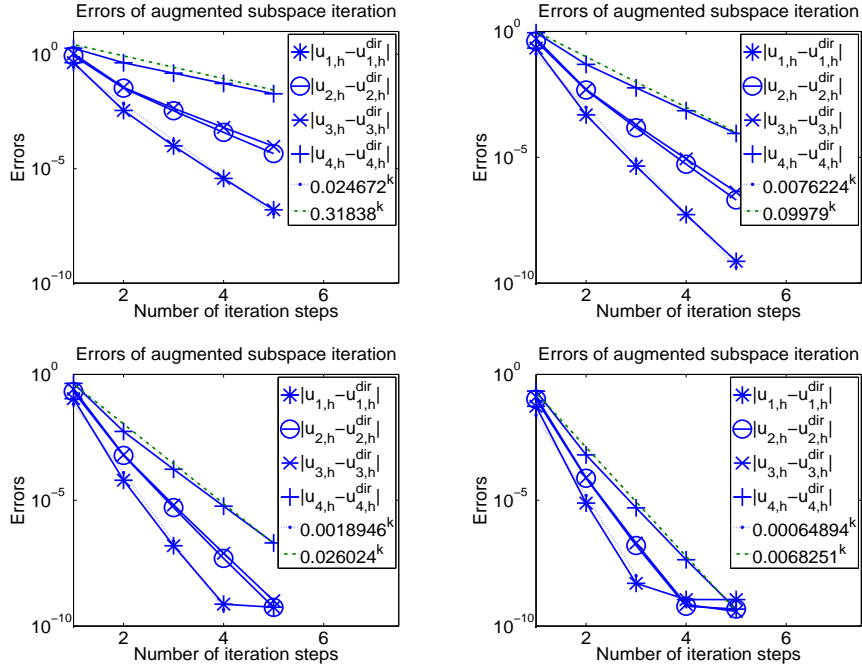 Errors of augmented subspace iteration
10^0
10^-5
10^-10
Errors
2
4
6
Number of iteration steps
|u_{1,h}−u_{1,h}^{dir}|
|u_{2,h}−u_{2,h}^{dir}|
|u_{3,h}−u_{3,h}^{dir}|
|u_{4,h}−u_{4,h}^{dir}|
0.024672^k
0.31838^k
Errors of augmented subspace iteration
10^0
10^-5
10^-10
Errors
2
4
6
Number of iteration steps
|u_{1,h}−u_{1,h}^{dir}|
|u_{2,h}−u_{2,h}^{dir}|
|u_{3,h}−u_{3,h}^{dir}|
|u_{4,h}−u_{4,h}^{dir}|
0.0076224^k
0.09979^k
Errors of augmented subspace iteration
10^0
10^-5
10^-10
Errors
2
4
6
Number of iteration steps
|u_{1,h}−u_{1,h}^{dir}|
|u_{2,h}−u_{2,h}^{dir}|
|u_{3,h}−u_{3,h}^{dir}|
|u_{4,h}−u_{4,h}^{dir}|
0.0018946^k
0.026024^k
Errors of augmented subspace iteration
10^0
10^-5
10^-10
Errors
2
4
6
Number of iteration steps
|u_{1,h}−u_{1,h}^{dir}|
|u_{2,h}−u_{2,h}^{dir}|
|u_{3,h}−u_{3,h}^{dir}|
|u_{4,h}−u_{4,h}^{dir}|
0.00064894^k
0.0068251^k